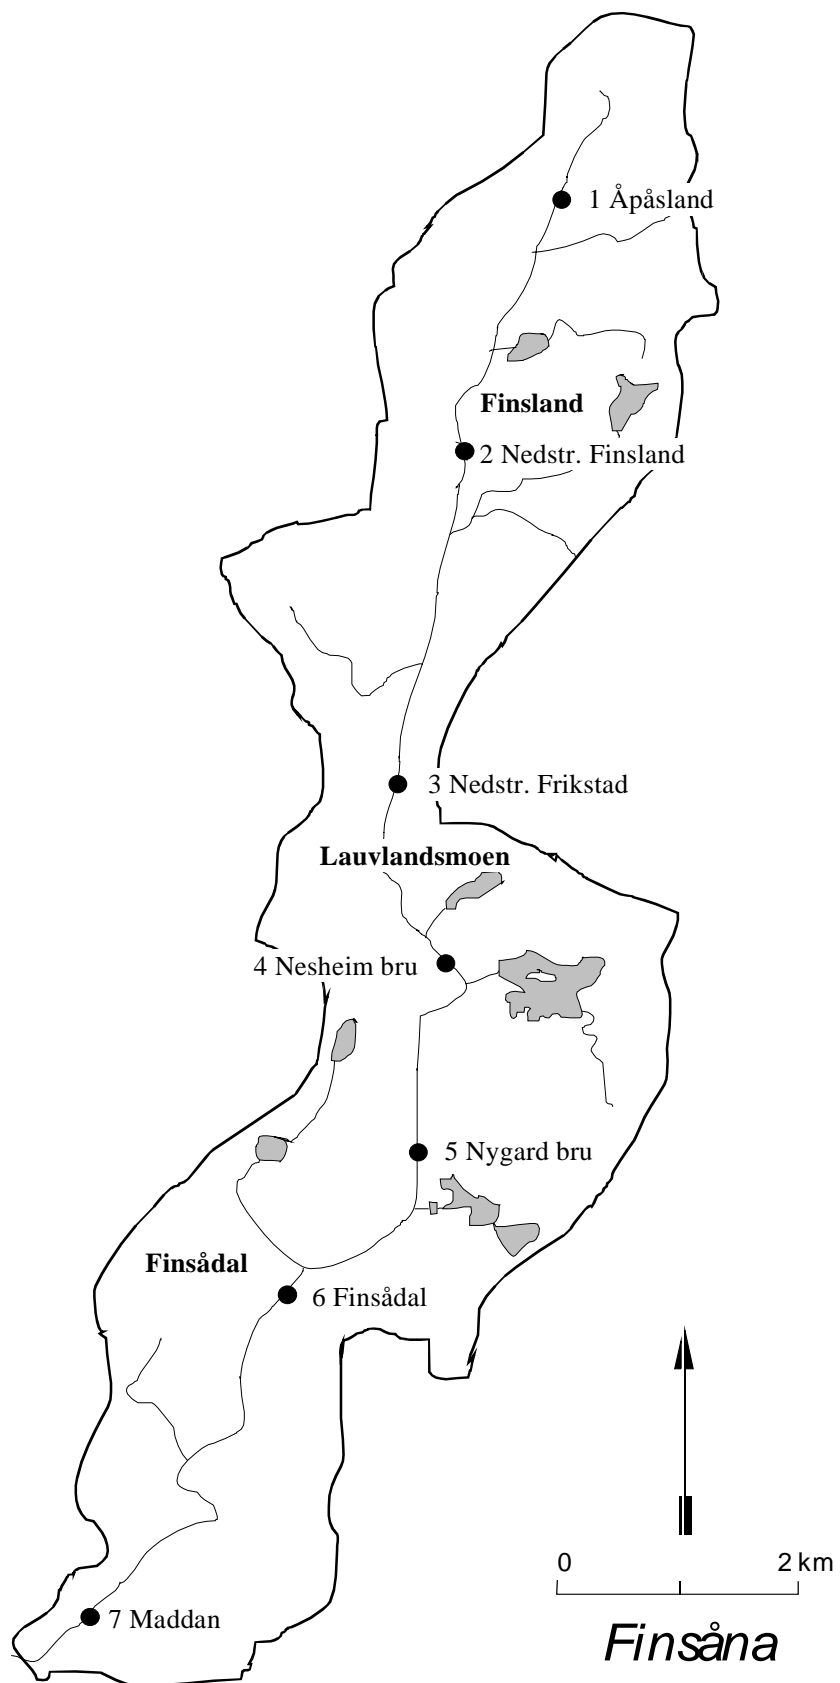 1 Åpåsland
Finsland
2 Nedstr. Finsland
3 Nedstr. Frikstad
Lauvlandsmoen
4 Nesheim bru
5 Nygard bru
Finsådal
6 Finsådal
0 2 km
7 Maddan
Finsåna